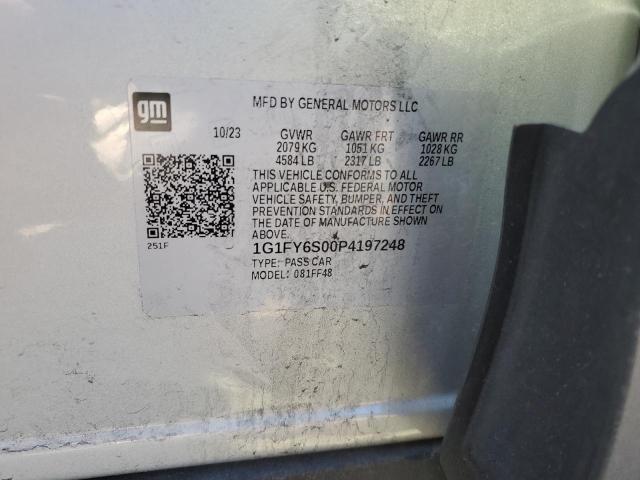 gm
MFD BY GENERAL MOTORS LLC
10/23 GVWR GAWR FRT GAWR RR
2079 KG 1051 KG 1028 KG
4584 LB 2317 LB 2267 LB
THIS VEHICLE CONFORMS TO ALL
APPLICABLE U.S. FEDERAL MOTOR
VEHICLE SAFETY, BUMPER, AND THEFT
PREVENTION STANDARDS IN EFFECT ON
THE DATE OF MANUFACTURE SHOWN
ABOVE.
251F
1G1FY6S00P4197248
TYPE: PASS CAR
MODEL: 081FF48